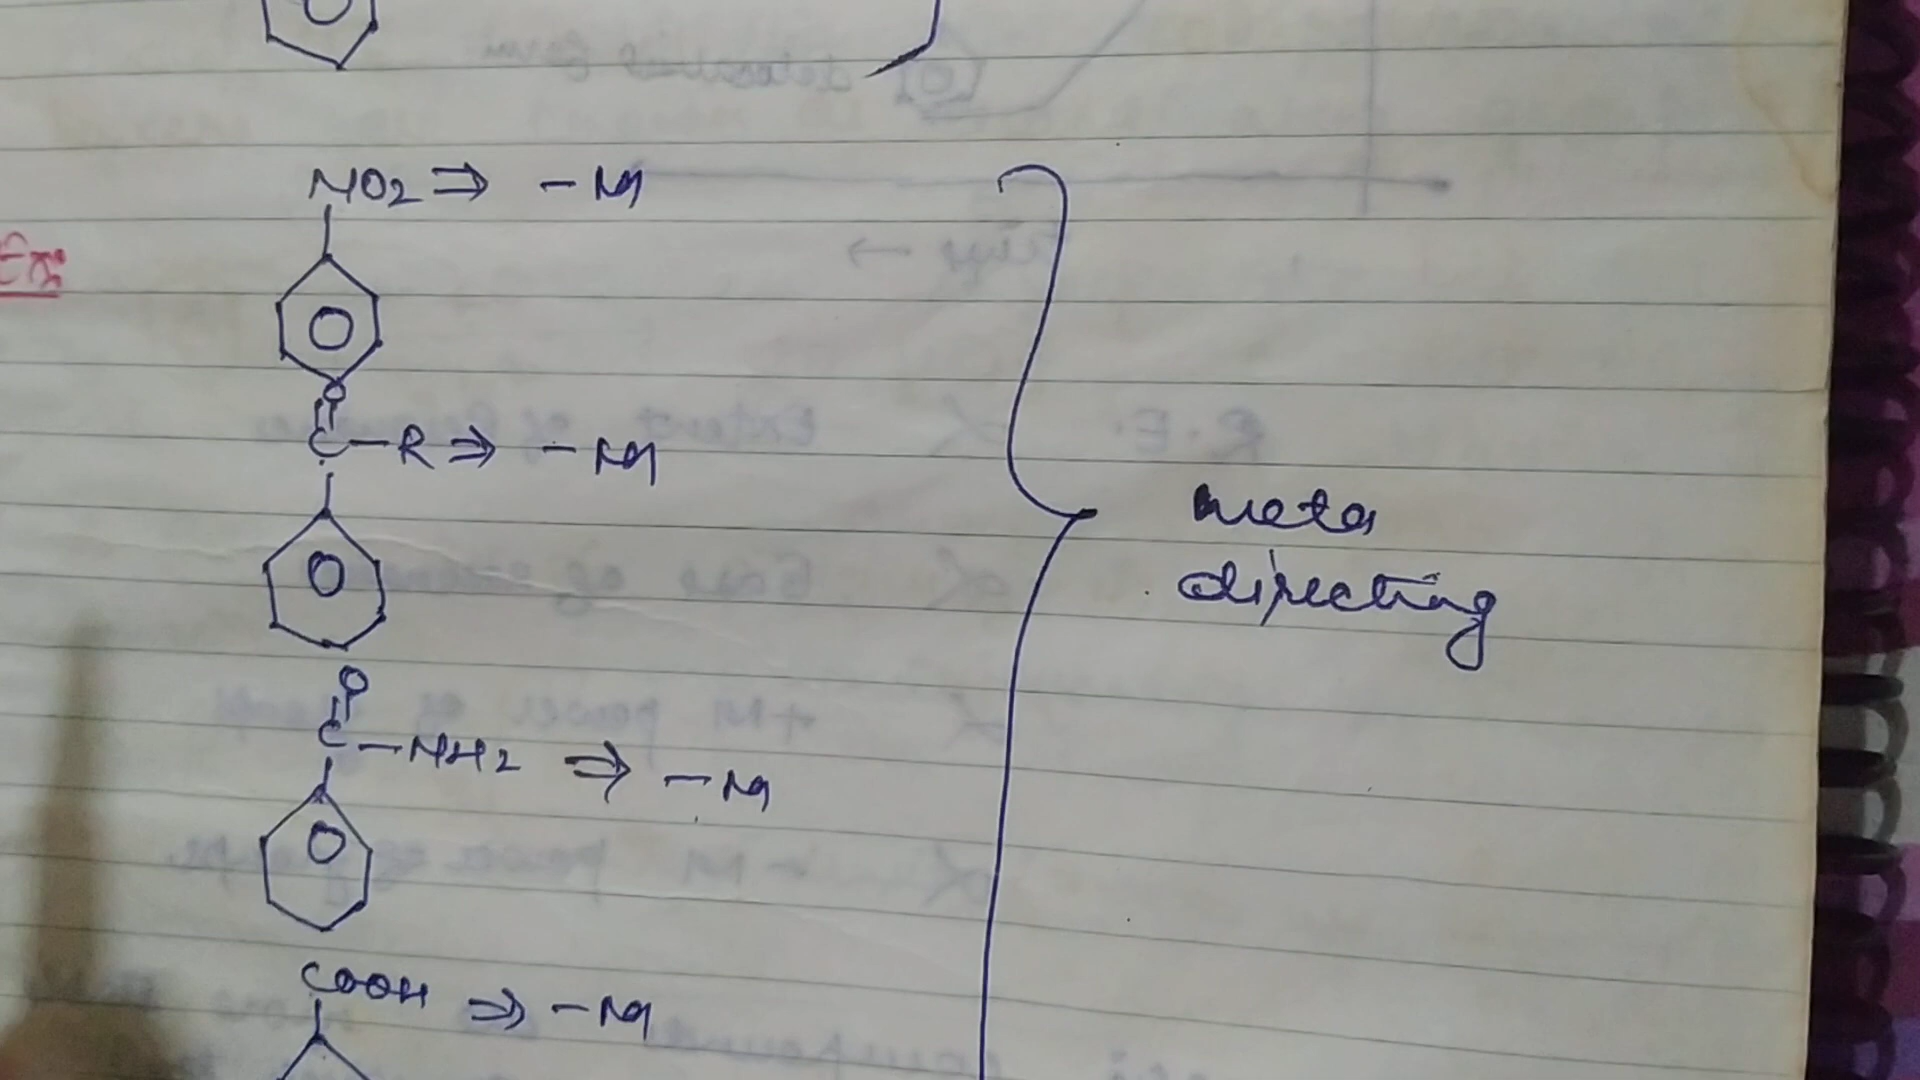 NO2 ⇒ -M
Ex:
O
C-R ⇒ -M
meta
directing
O
C-NH2 ⇒ -M
COOH ⇒ -M